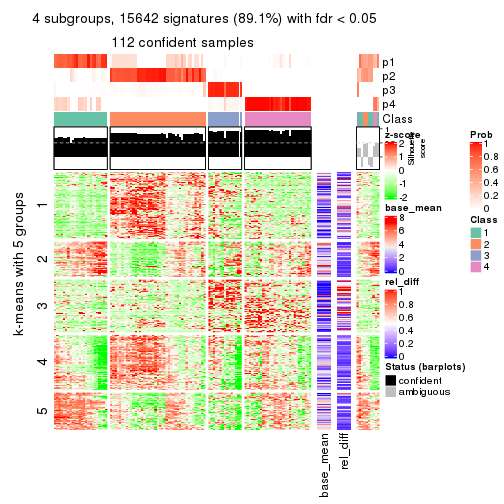 4 subgroups, 15642 signatures (89.1%) with fdr < 0.05
112 confident samples
p1
p2
p3
p4
Class
Silhouette
score
1
2
3
4
5
k-means with 5 groups
base_mean
rel_diff
z-score
2
1
0
-1
-2
base_mean
8
6
4
2
0
rel_diff
1
0.8
0.6
0.4
0.2
0
Status (barplots)
confident
ambiguous
Prob
1
0.8
0.6
0.4
0.2
0
Class
1
2
3
4